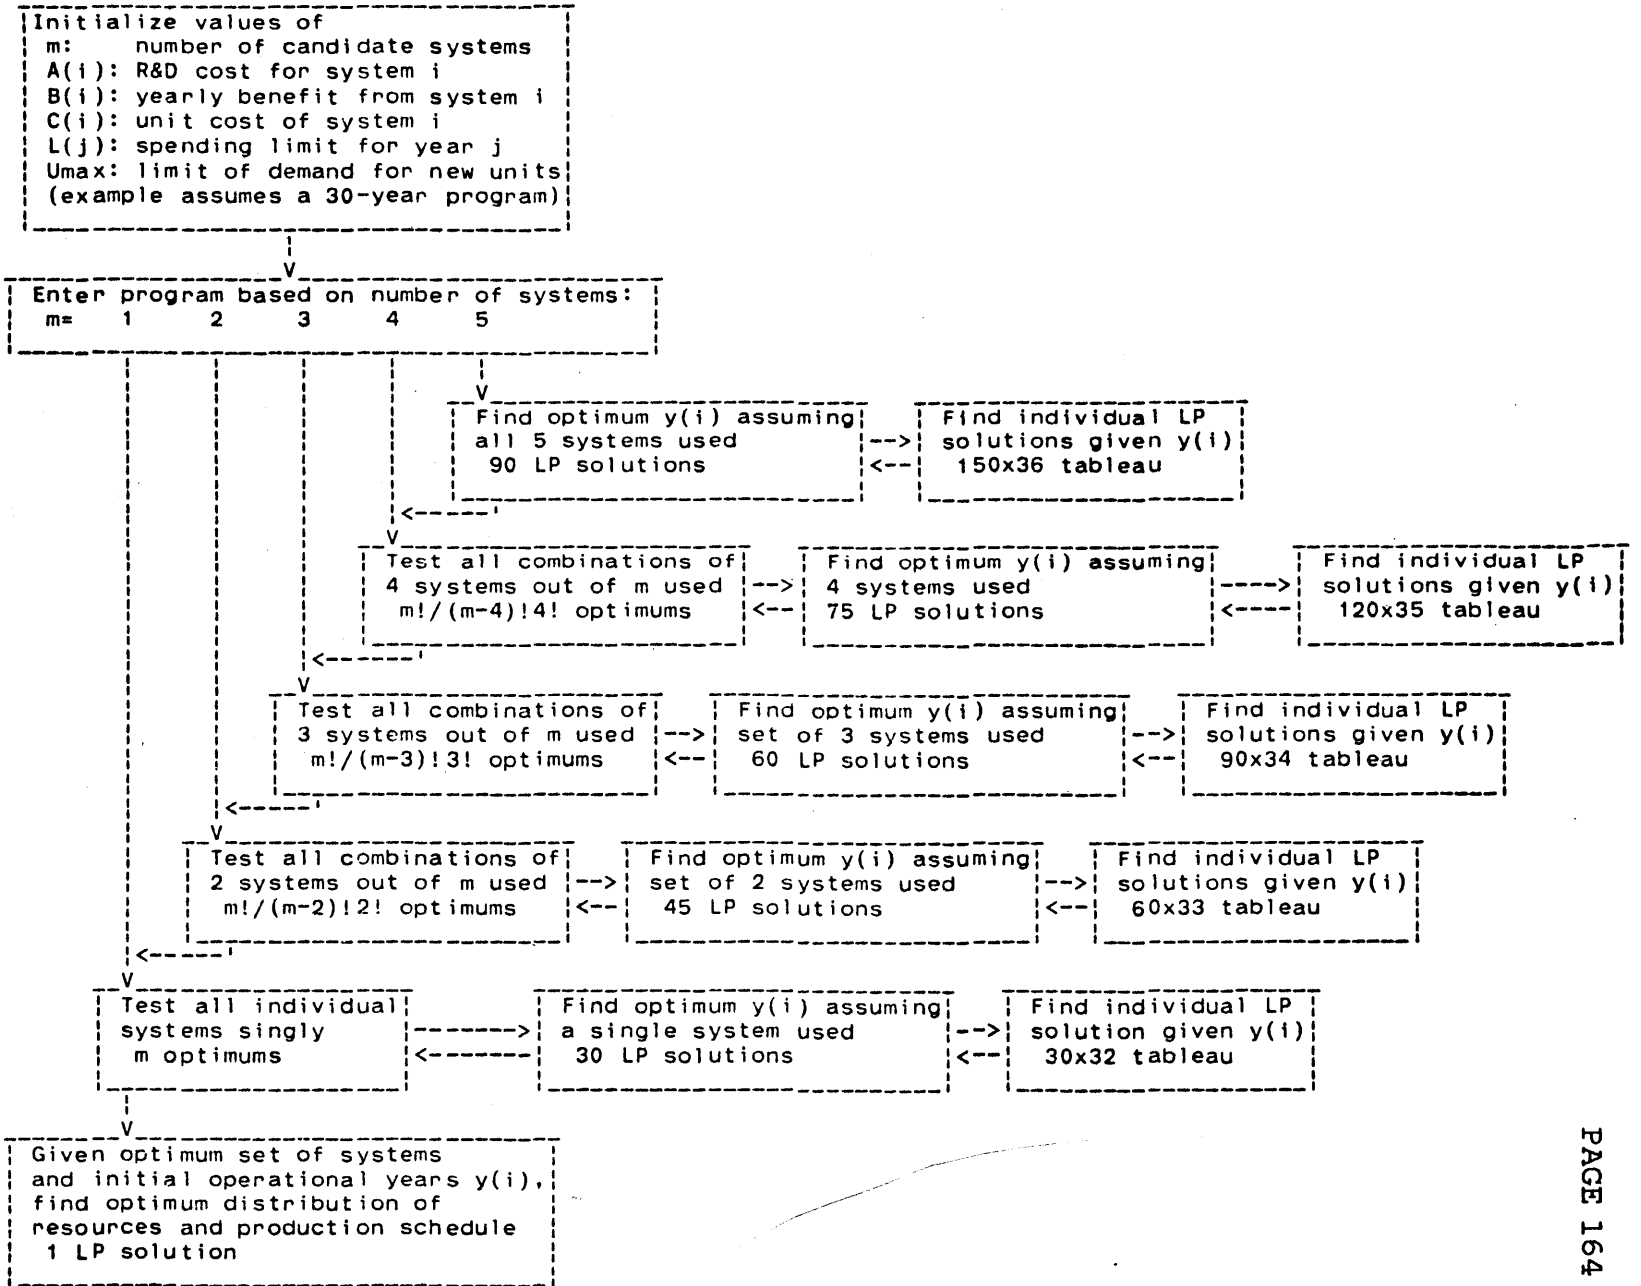 Initialize values of
m: number of candidate systems
A(i): R&D cost for system i
B(i): yearly benefit from system i
C(i): unit cost of system i
L(j): spending limit for year j
Umax: limit of demand for new units
(example assumes a 30-year program)
Enter program based on number of systems:
m= 1 2 3 4 5
Find optimum y(i) assuming
all 5 systems used
90 LP solutions
Find individual LP
solutions given y(i)
150x36 tableau
Test all combinations of
4 systems out of m used
m!/(m-4)!4! optimums
Find optimum y(i) assuming
4 systems used
75 LP solutions
Find individual LP
solutions given y(i)
120x35 tableau
Test all combinations of
3 systems out of m used
m!/(m-3)!3! optimums
Find optimum y(i) assuming
set of 3 systems used
60 LP solutions
Find individual LP
solutions given y(i)
90x34 tableau
Test all combinations of
2 systems out of m used
m!/(m-2)!2! optimums
Find optimum y(i) assuming
set of 2 systems used
45 LP solutions
Find individual LP
solutions given y(i)
60x33 tableau
Test all individual
systems singly
m optimums
Find optimum y(i) assuming
a single system used
30 LP solutions
Find individual LP
solution given y(i)
30x32 tableau
Given optimum set of systems
and initial operational years y(i),
find optimum distribution of
resources and production schedule
1 LP solution
PAGE 164